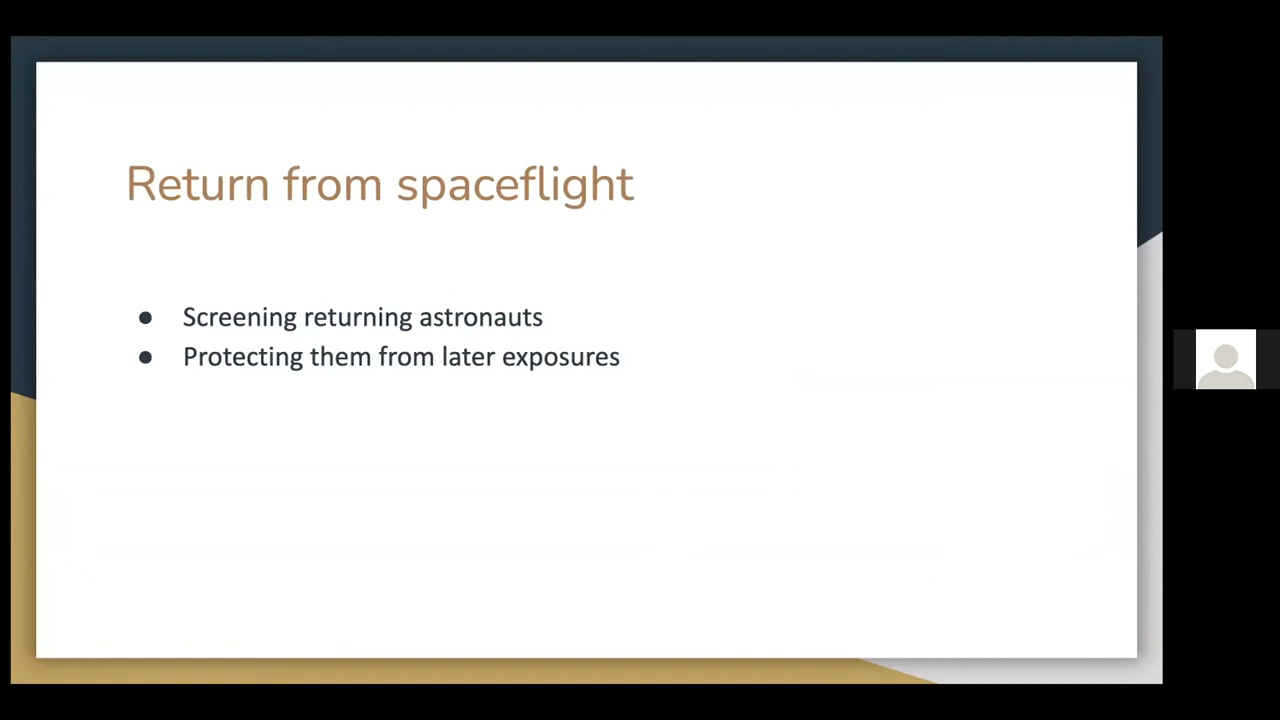 Return from spaceflight
● Screening returning astronauts
● Protecting them from later exposures